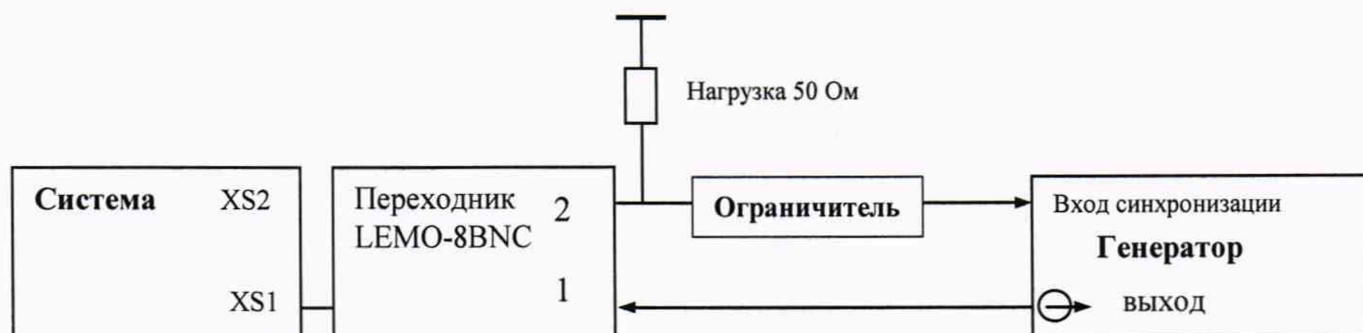 Нагрузка 50 Ом
Система XS2
XS1
Переходник 2
LEMO-8BNC
1
Ограничитель
Вход синхронизации
Генератор
выход